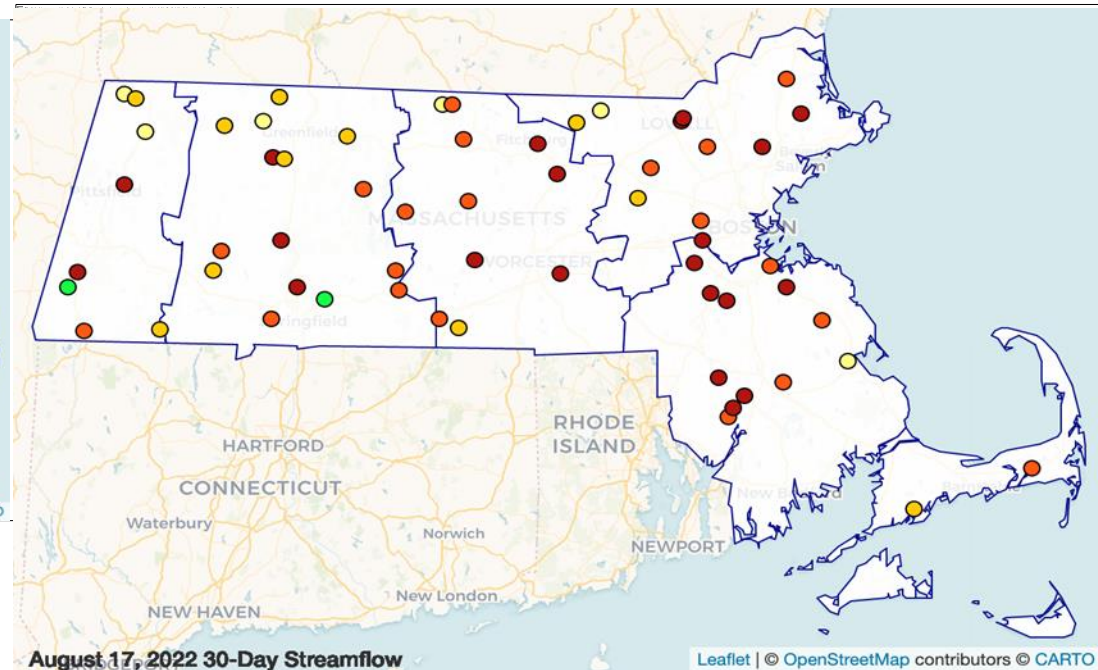 LOWELL
Greenfield
Fitchburg
Salem
Pittsfield
MASSACHUSETTS
BOSTON
WORCESTER
Springfield
RHODE
ISLAND
HARTFORD
CONNECTICUT
Barnstable
New Bedford
Waterbury
Norwich
NEWPORT
New London
NEW HAVEN
BRIDGEPORT
August 17, 2022 30-Day Streamflow
Leaflet | © OpenStreetMap contributors © CARTO